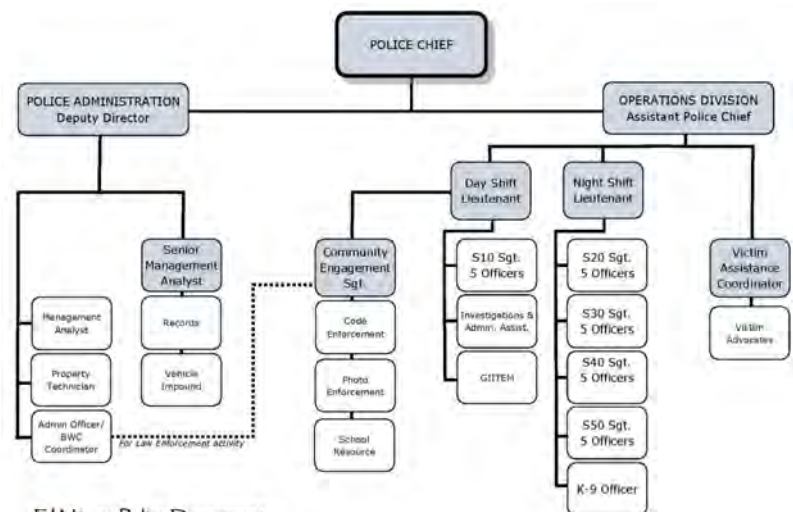 POLICE CHIEF
POLICE ADMINISTRATION
Deputy Director
OPERATIONS DIVISION
Assistant Police Chief
Day Shift
Lieutenant
Night Shift
Lieutenant
Senior
Management
Analyst
Community
Engagement
Sgt.
S10 Sgt.
5 Officers
S20 Sgt.
5 Officers
Victim
Assistance
Coordinator
Management
Analyst
Records
Code
Enforcement
Investigations &
Admin. Assist.
S30 Sgt.
5 Officers
Victim
Advocates
Property
Technician
Vehicle
Impound
Photo
Enforcement
GIITEM
S40 Sgt.
5 Officers
Admin Officer/
BWC
Coordinator
For Law Enforcement activity
School
Resource
S50 Sgt.
5 Officers
K-9 Officer